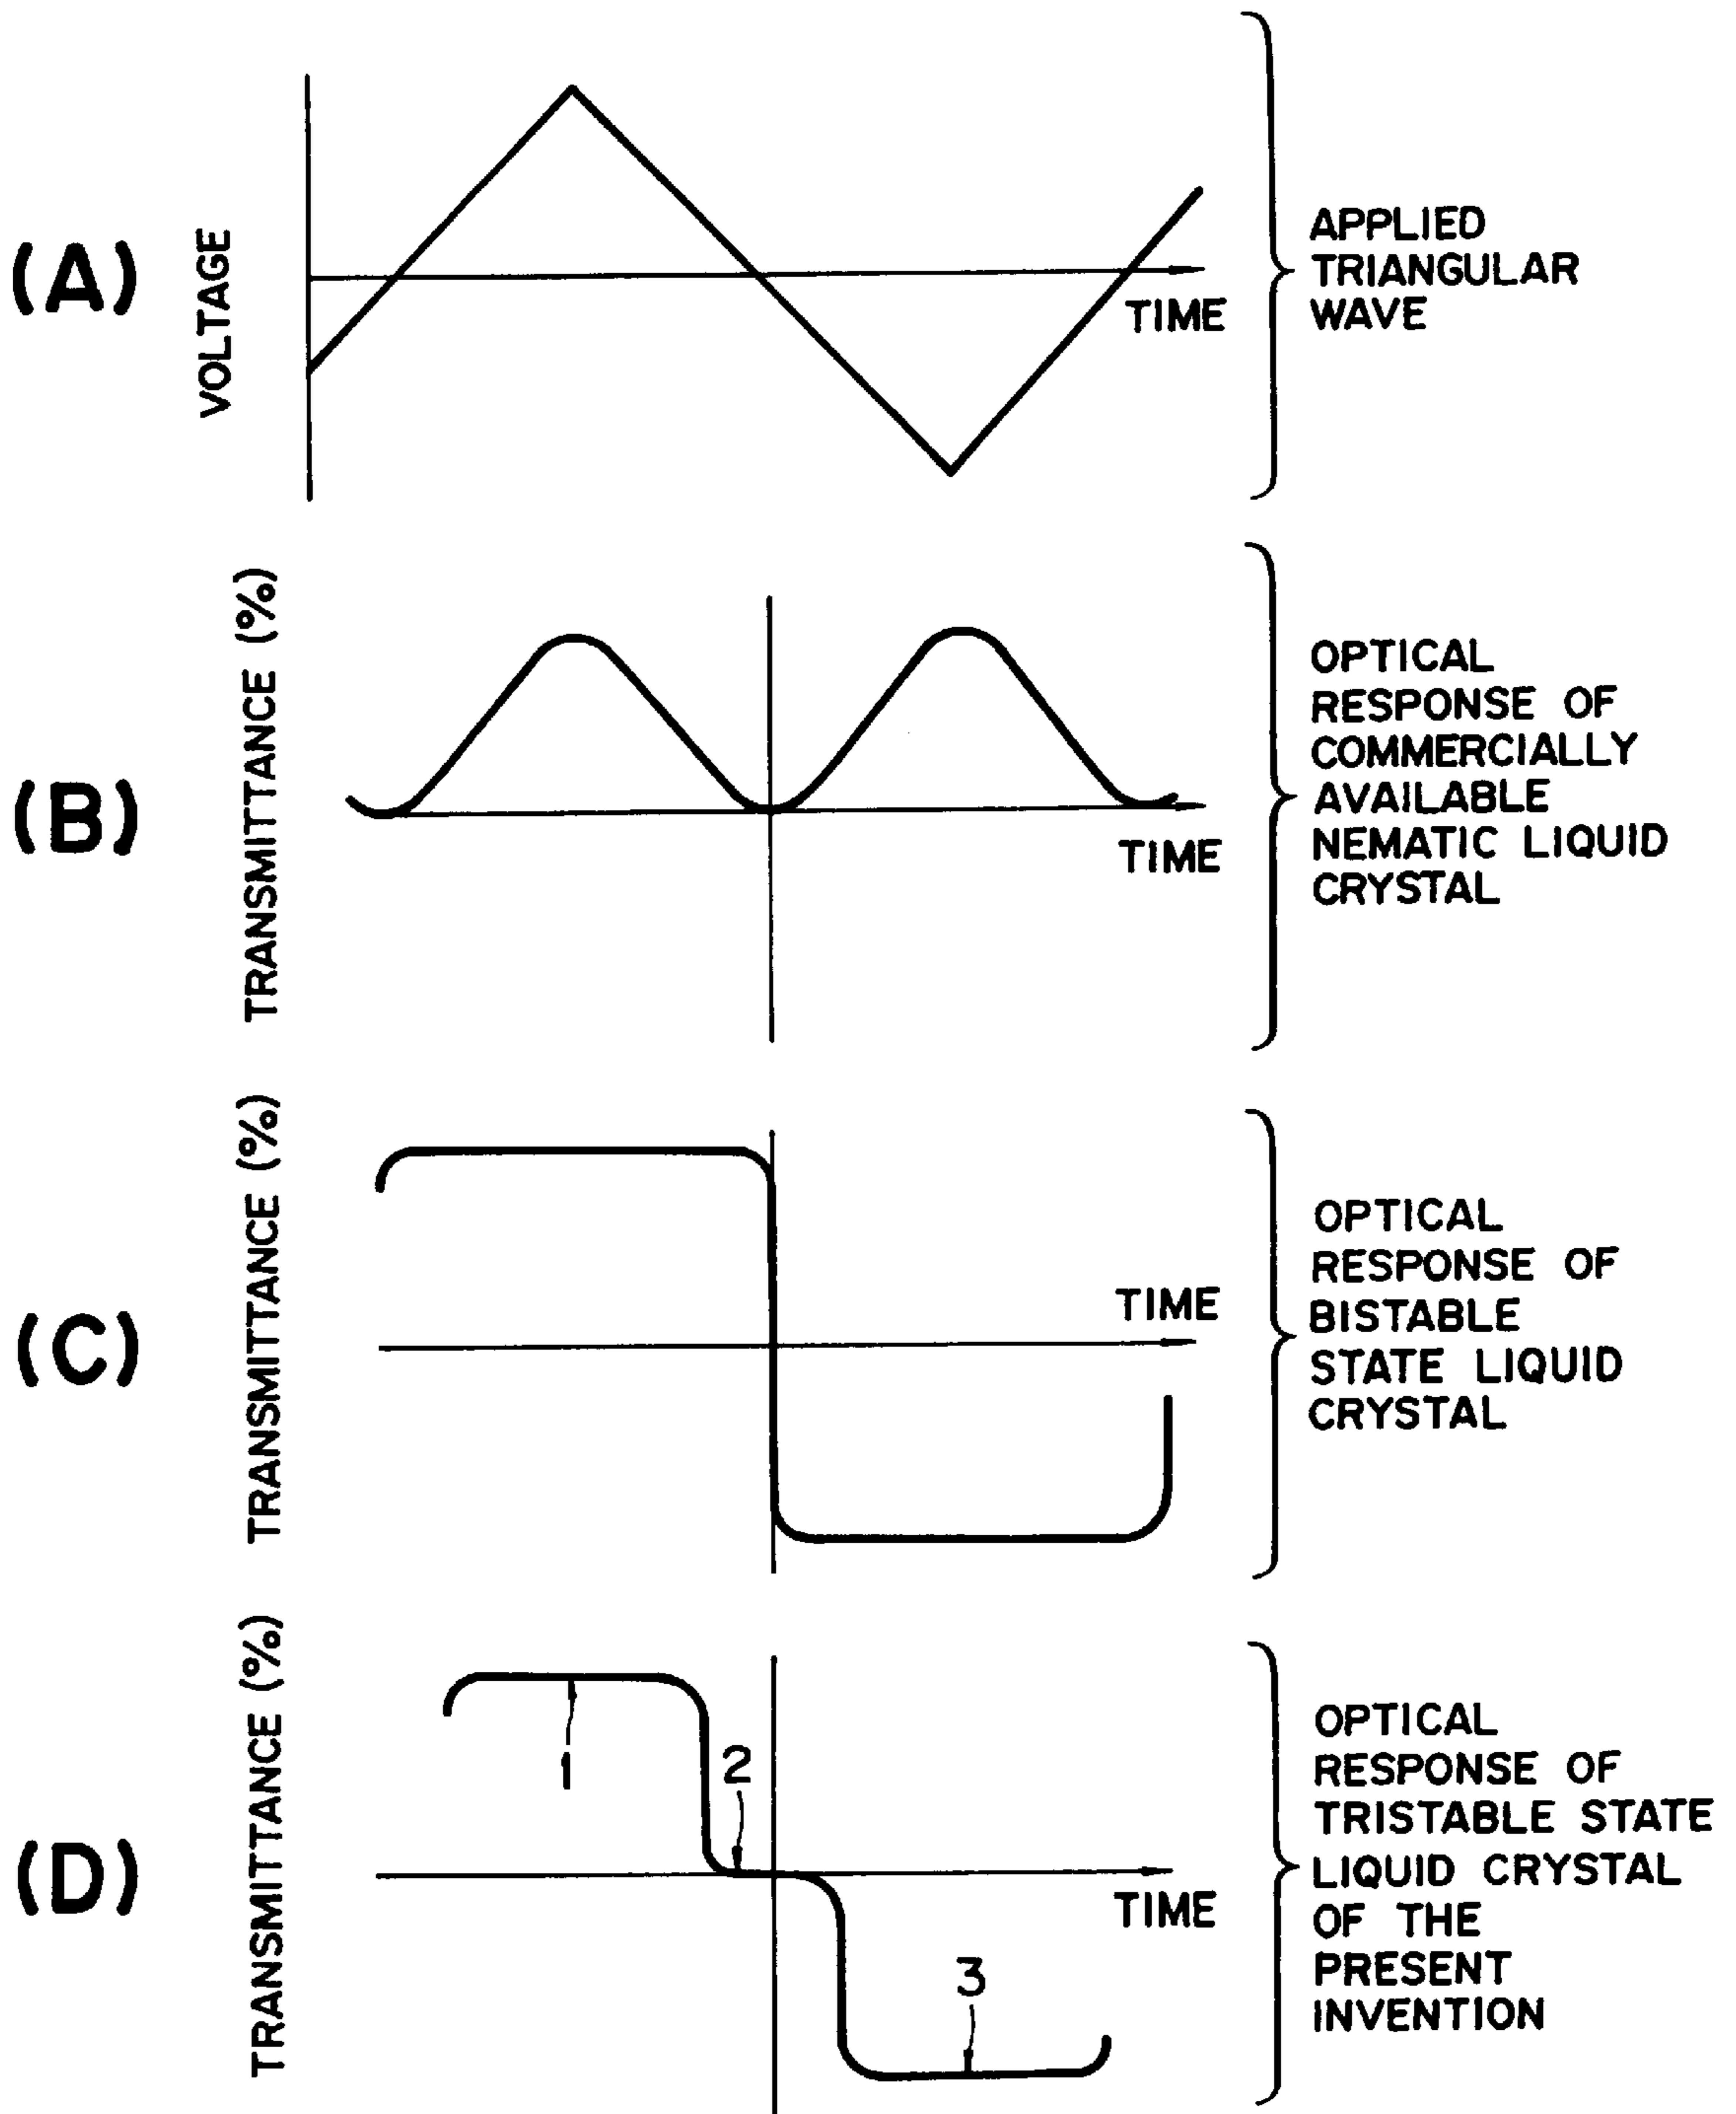 (A)
VOLTAGE
TIME
APPLIED
TRIANGULAR
WAVE
(B)
TRANSMITTANCE (%)
TIME
OPTICAL
RESPONSE OF
COMMERCIALLY
AVAILABLE
NEMATIC LIQUID
CRYSTAL
(C)
TRANSMITTANCE (%)
TIME
OPTICAL
RESPONSE OF
BISTABLE
STATE LIQUID
CRYSTAL
(D)
TRANSMITTANCE (%)
1
2
3
TIME
OPTICAL
RESPONSE OF
TRISTABLE STATE
LIQUID CRYSTAL
OF THE
PRESENT
INVENTION